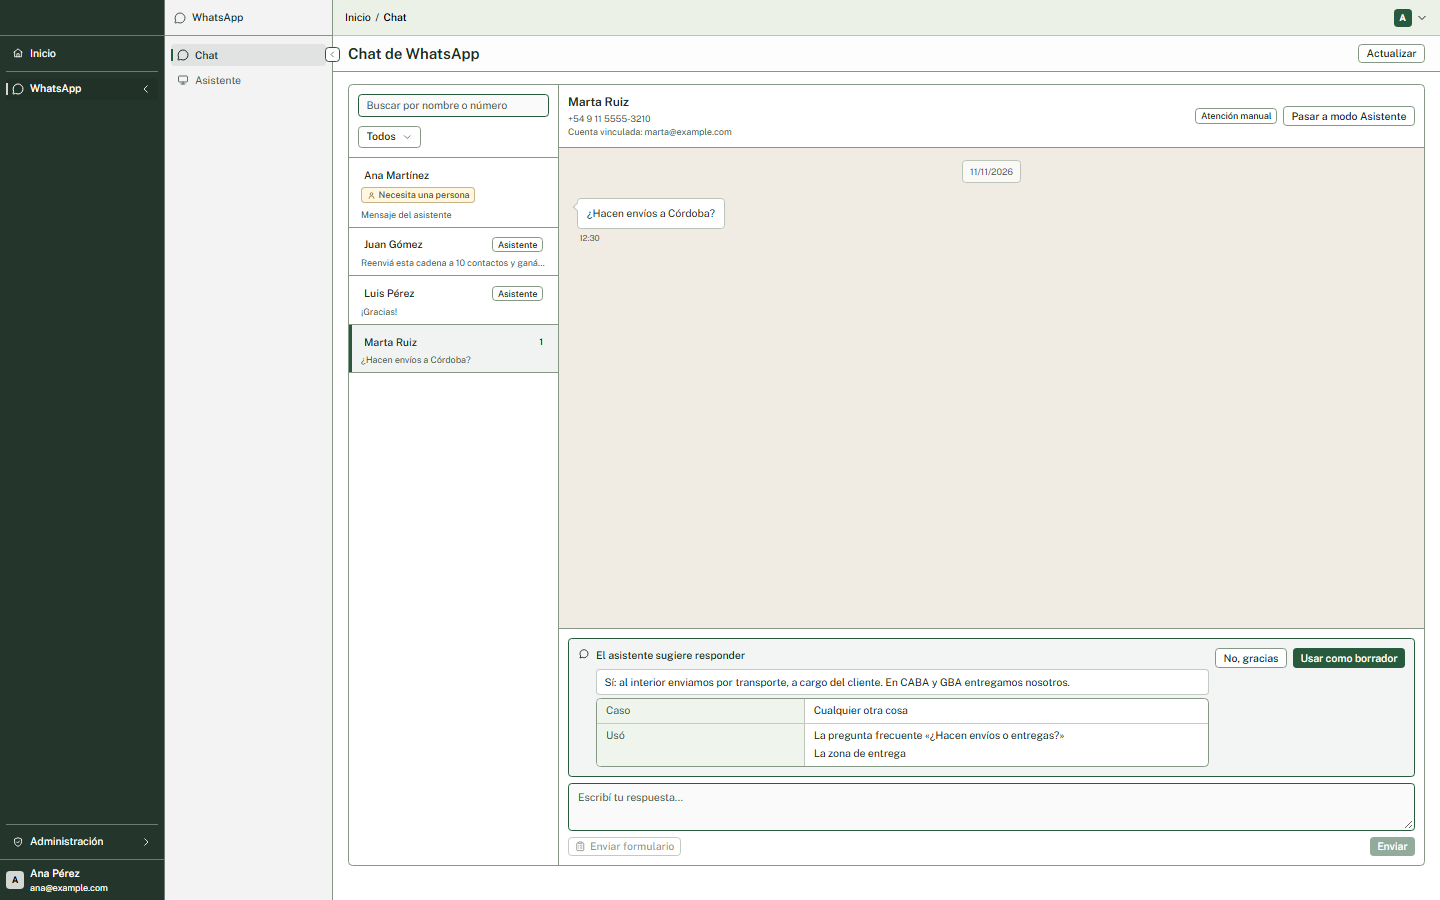 WhatsApp
Inicio / Chat
A
Inicio
WhatsApp
Chat
Asistente
Chat de WhatsApp
Actualizar
Buscar por nombre o número
Todos
Ana Martínez
Necesita una persona
Mensaje del asistente
Juan Gómez
Asistente
Reenviá esta cadena a 10 contactos y ganá...
Luis Pérez
Asistente
¡Gracias!
Marta Ruiz
1
¿Hacen envíos a Córdoba?
Marta Ruiz
+54 9 11 5555-3210
Cuenta vinculada: marta@example.com
Atención manual
Pasar a modo Asistente
11/11/2026
¿Hacen envíos a Córdoba?
12:30
El asistente sugiere responder
No, gracias
Usar como borrador
Sí: al interior enviamos por transporte, a cargo del cliente. En CABA y GBA entregamos nosotros.
Caso
Cualquier otra cosa
Usó
La pregunta frecuente «¿Hacen envíos o entregas?»
La zona de entrega
Escribí tu respuesta...
Enviar formulario
Enviar
Administración
A
Ana Pérez
ana@example.com